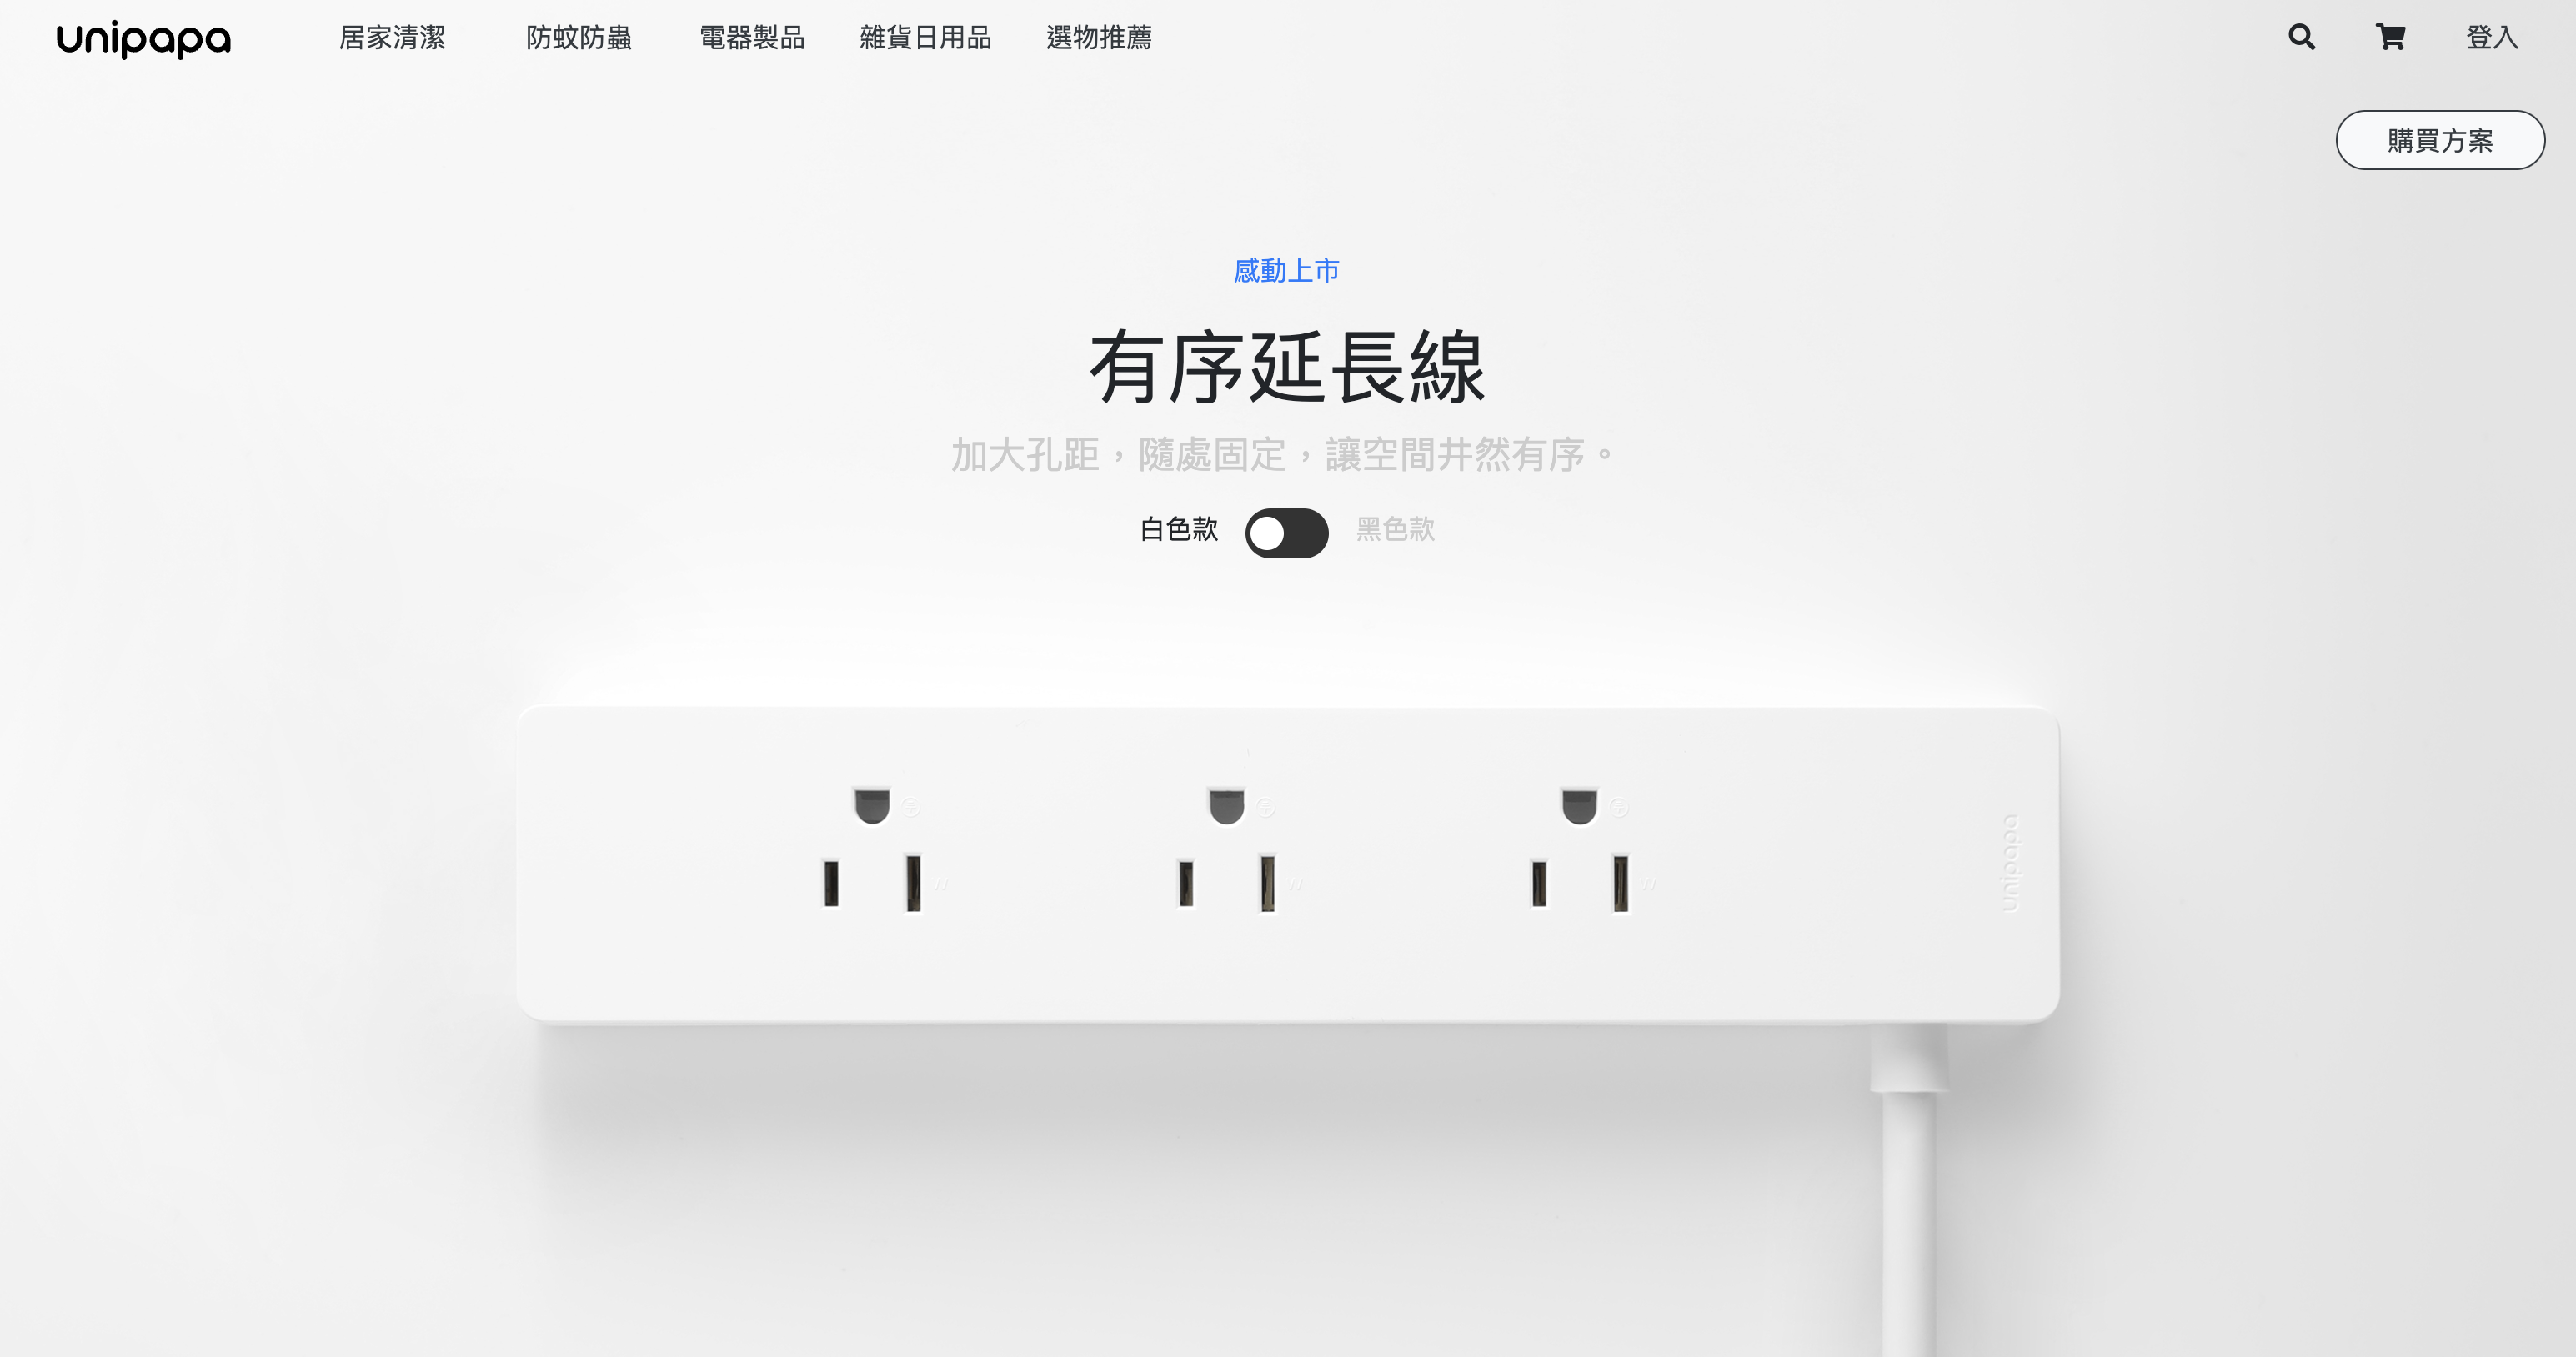 unipapa
居家清潔
防蚊防蟲
電器製品
雜貨日用品
選物推薦
登入
購買方案
感動上市
有序延長線
加大孔距，隨處固定，讓空間井然有序。
白色款
黑色款
W
W
W
unipapa